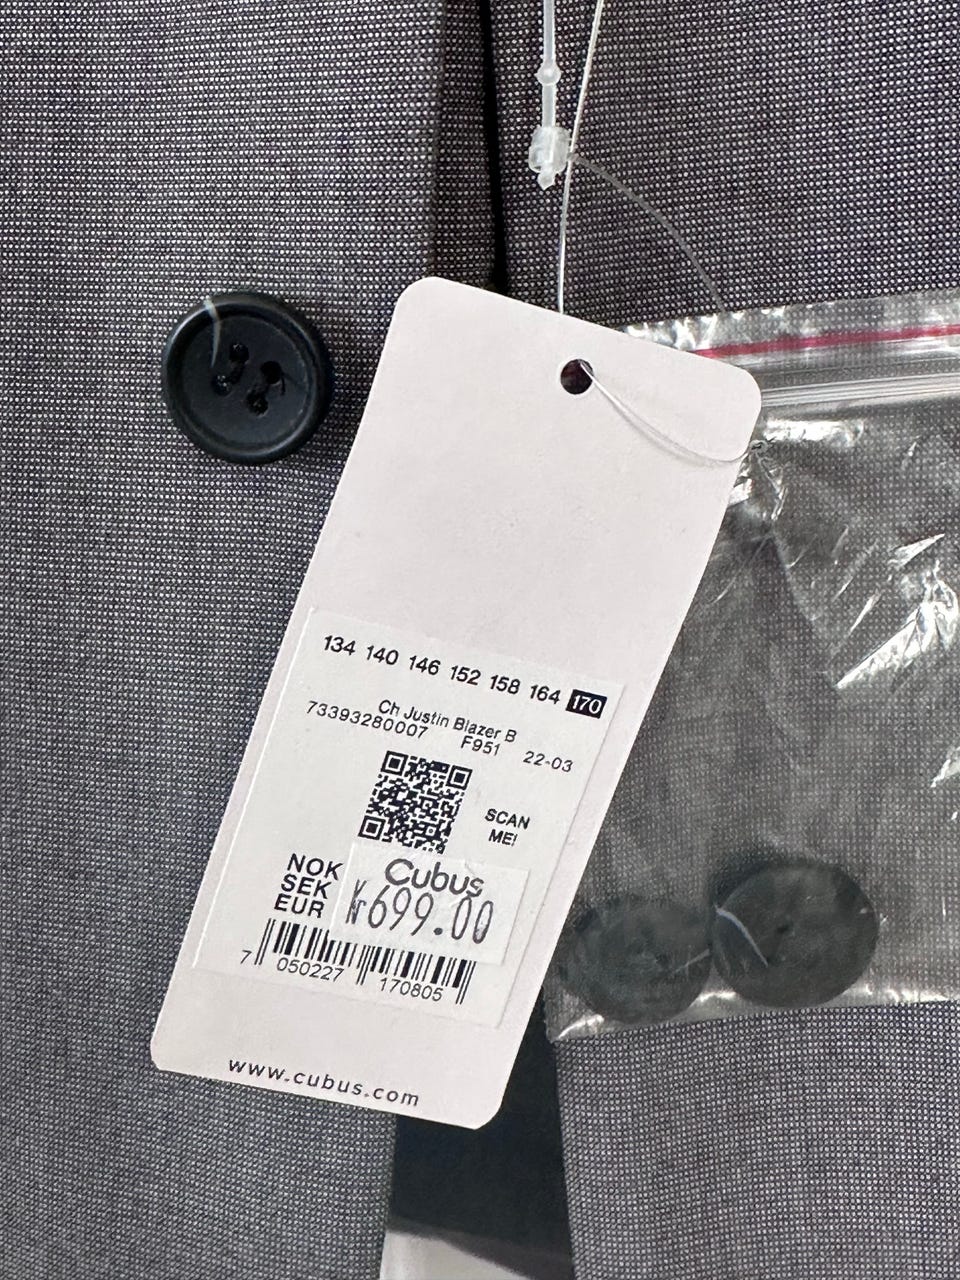 134 140 146 152 158 164 170
Ch Justin Blazer B
73393280007 F951 22-03
SCAN
ME!
NOK
SEK
EUR
Cubus
Kr699.00
7 050227 170805
www.cubus.com